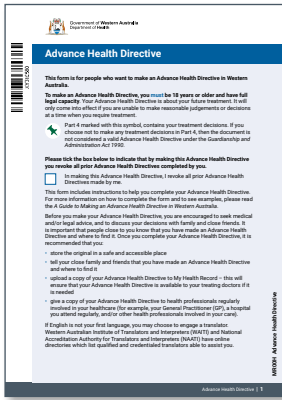 Government of Western Australia
Department of Health
Advance Health Directive
This form is for people who want to make an Advance Health Directive in Western
Australia.
To make an Advance Health Directive, you must be 18 years or older and have full
legal capacity. Your Advance Health Directive is about your future treatment. It will
only come into effect if you are unable to make reasonable judgements or decisions
at a time when you require treatment.
Part 4 marked with this symbol, contains your treatment decisions. If you
choose not to make any treatment decisions in Part 4, then the document is
not considered a valid Advance Health Directive under the Guardianship and
Administration Act 1990.
Please tick the box below to indicate that by making this Advance Health Directive
you revoke all prior Advance Health Directives completed by you.
In making this Advance Health Directive, I revoke all prior Advance Health
Directives made by me.
This form includes instructions to help you complete your Advance Health Directive.
For more information on how to complete the form and to see examples, please read
the A Guide to Making an Advance Health Directive in Western Australia.
Before you make your Advance Health Directive, you are encouraged to seek medical
and/or legal advice, and to discuss your decisions with family and close friends. It
is important that people close to you know that you have made an Advance Health
Directive and where to find it. Once you complete your Advance Health Directive, it is
recommended that you:
• store the original in a safe and accessible place
• tell your close family and friends that you have made an Advance Health Directive
and where to find it
• upload a copy of your Advance Health Directive to My Health Record – this will
ensure that your Advance Health Directive is available to your treating doctors if it
is needed
• give a copy of your Advance Health Directive to health professionals regularly
involved in your healthcare (for example, your General Practitioner (GP), a hospital
you attend regularly, and/or other health professionals involved in your care).
If English is not your first language, you may choose to engage a translator.
Western Australian Institute of Translators and Interpreters (WAITI) and National
Accreditation Authority for Translators and Interpreters (NAATI) have online
directories which list qualified and credentialed translators able to assist you.
MR00H Advance Health Directive
Advance Health Directive | 1